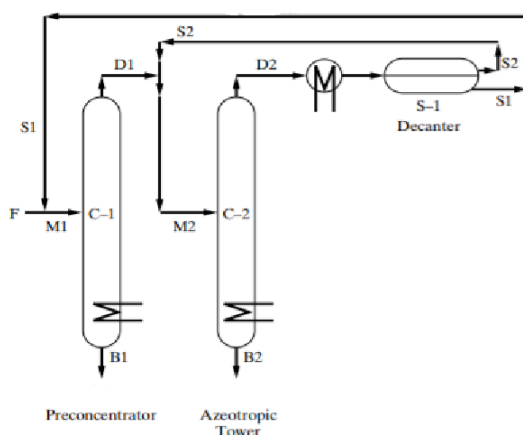 S2
D1
D2
S2
S-1
S1
Decanter
S1
F
C-1
C-2
M1
M2
B1
B2
Preconcentrator
Azeotropic
Tower